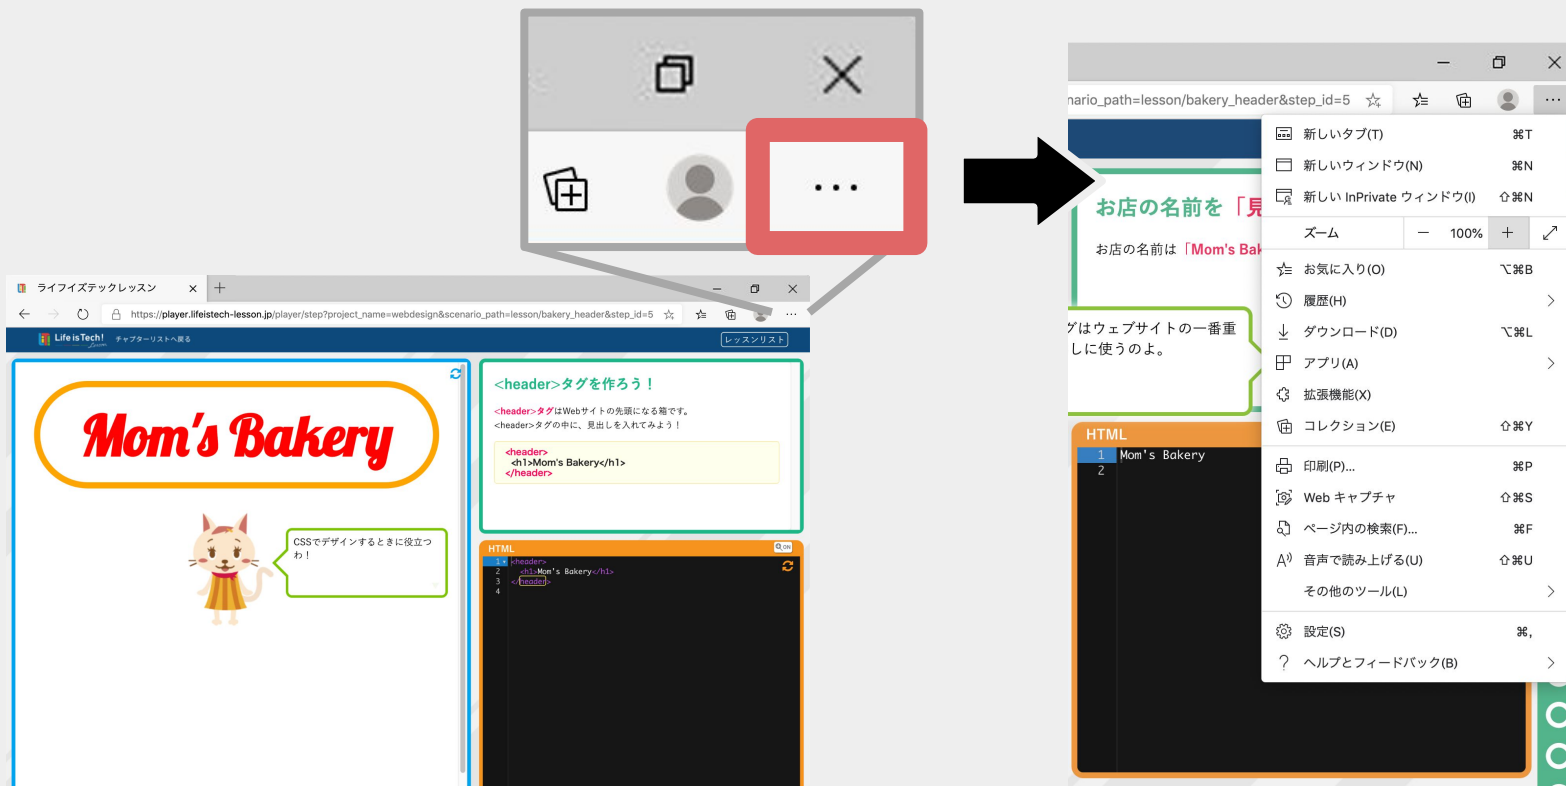 ライフイズテックレッスン
https://player.lifeistech-lesson.jp/player/step?project_name=webdesign&scenario_path=lesson/bakery_header&step_id=5
Life is Tech! Lesson
チャプターリストへ戻る
レッスンリスト
Mom's Bakery
CSSでデザインするときに役立つ
わ！
<header>タグを作ろう！
<header>タグはWebサイトの先頭になる箱です。
<header>タグの中に、見出しを入れてみよう！
<header>
<h1>Mom's Bakery</h1>
</header>
HTML
ON
1 <header>
2 <h1>Mom's Bakery</h1>
3 </header>
4
nario_path=lesson/bakery_header&step_id=5
お店の名前を「見
お店の名前は「Mom's Bak
グはウェブサイトの一番重
しに使うのよ。
HTML
1 Mom's Bakery
2
新しいタブ(T) ⌘T
新しいウィンドウ(N) ⌘N
新しい InPrivate ウィンドウ(I) ⇧⌘N
ズーム − 100% +
お気に入り(O) ⌥⌘B
履歴(H)
ダウンロード(D) ⌥⌘L
アプリ(A)
拡張機能(X)
コレクション(E) ⇧⌘Y
印刷(P)... ⌘P
Web キャプチャ ⇧⌘S
ページ内の検索(F)... ⌘F
音声で読み上げる(U) ⇧⌘U
その他のツール(L)
設定(S) ⌘,
ヘルプとフィードバック(B)